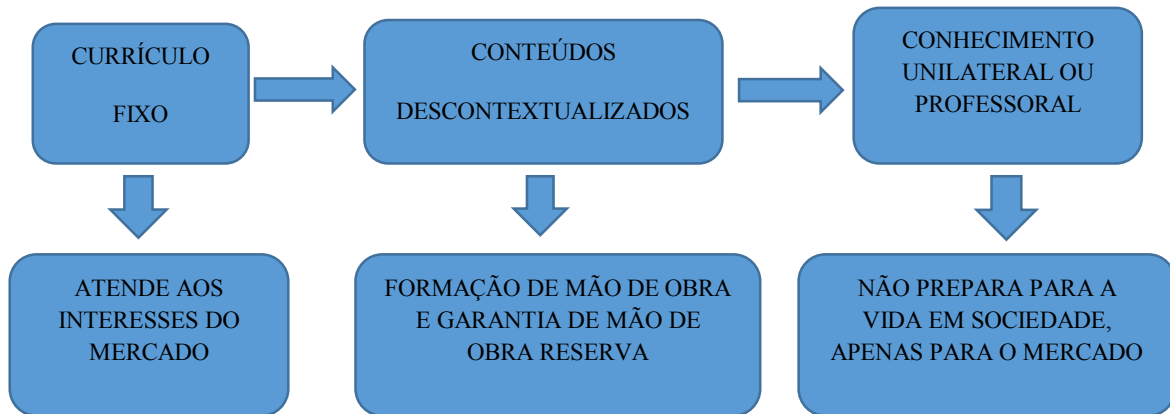 CURRÍCULO
FIXO
CONTEÚDOS
DESCONTEXTUALIZADOS
CONHECIMENTO
UNILATERAL OU
PROFESSORAL
ATENDE AOS
INTERESSES DO
MERCADO
FORMAÇÃO DE MÃO DE OBRA
E GARANTIA DE MÃO DE
OBRA RESERVA
NÃO PREPARA PARA A
VIDA EM SOCIEDADE,
APENAS PARA O MERCADO